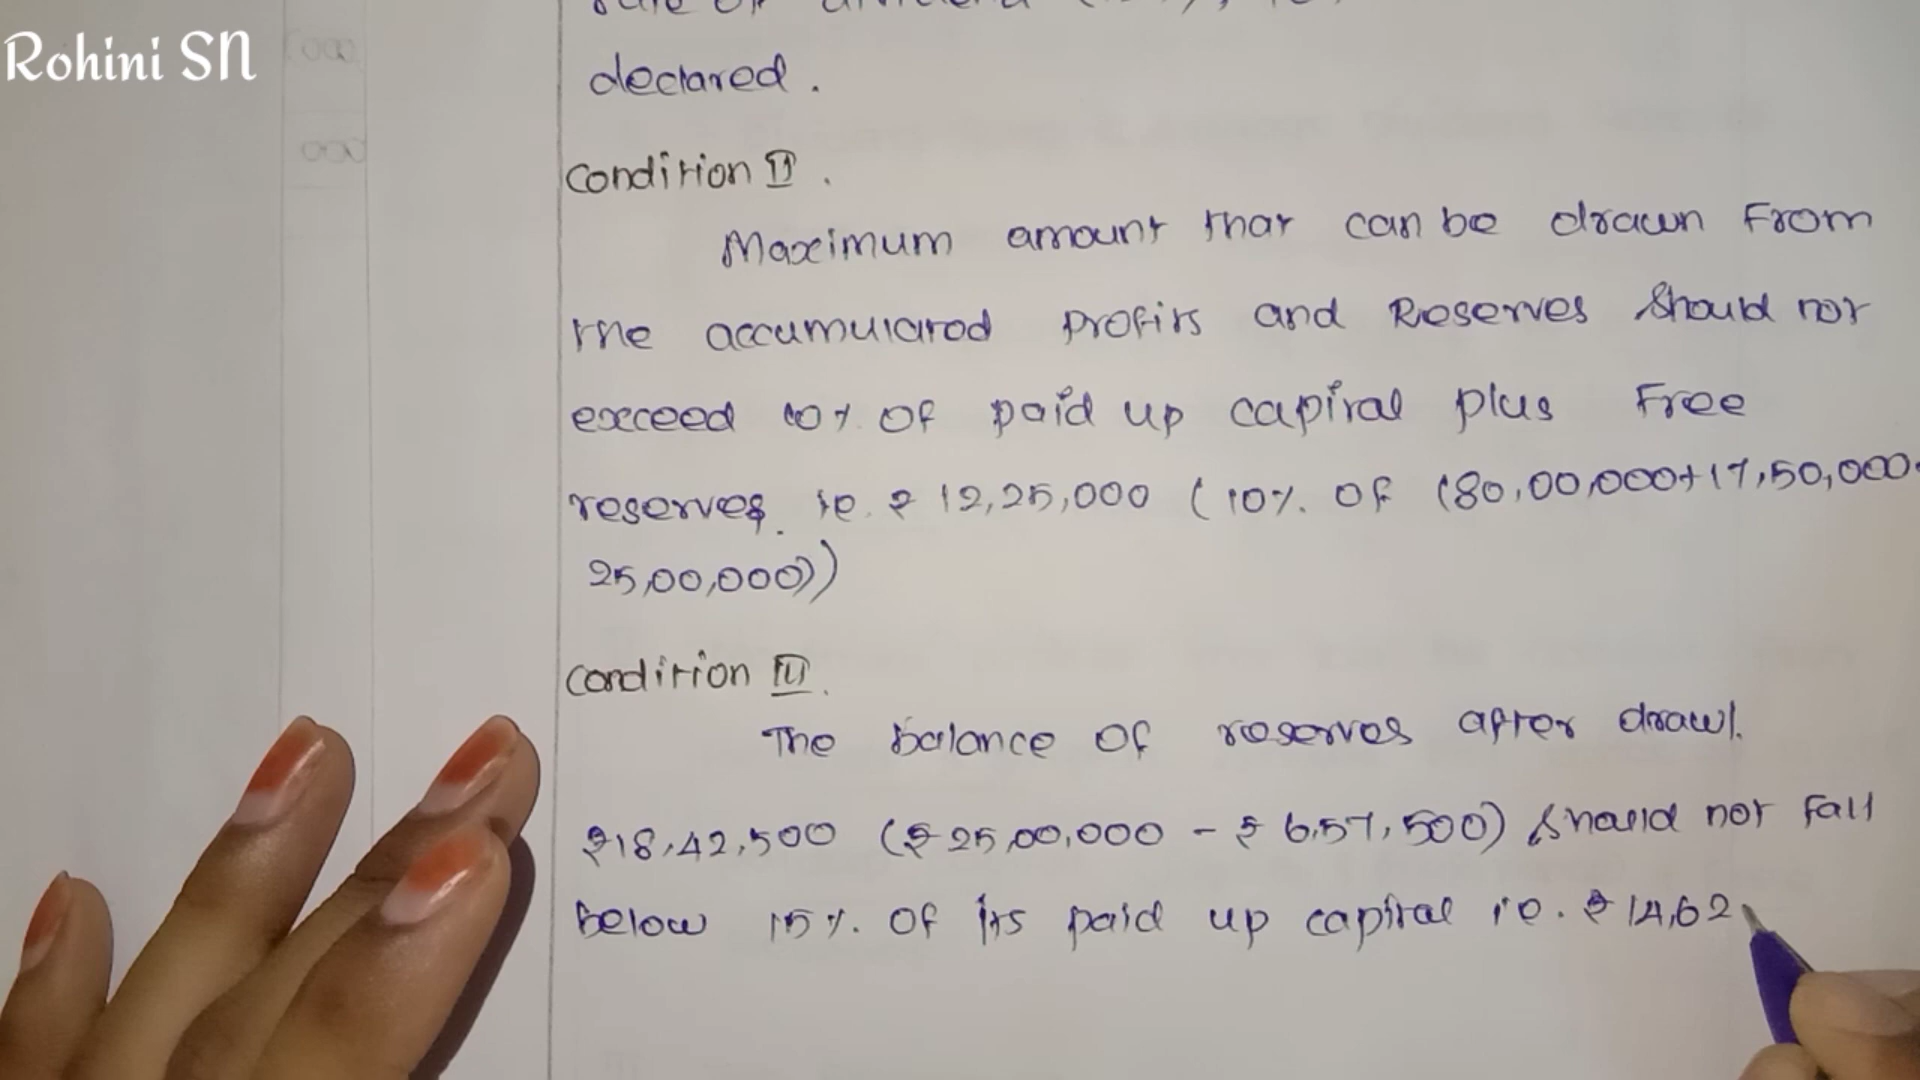 Rohini SN
declared.
Condition II.
Maximum amount that can be drawn From
the accumulated profits and Reserves should not
exceed 10% OF paid up capital plus Free
reserves. ie. ₹ 12,25,000 (10% OF (80,00,000+17,50,000+
25,00,000))
Condition III.
The balance OF reserves after drawl.
₹18,42,500 (₹ 25,00,000 - ₹ 6,57,500) should not Fall
below 15% OF its paid up capital ie. ₹ 14,62